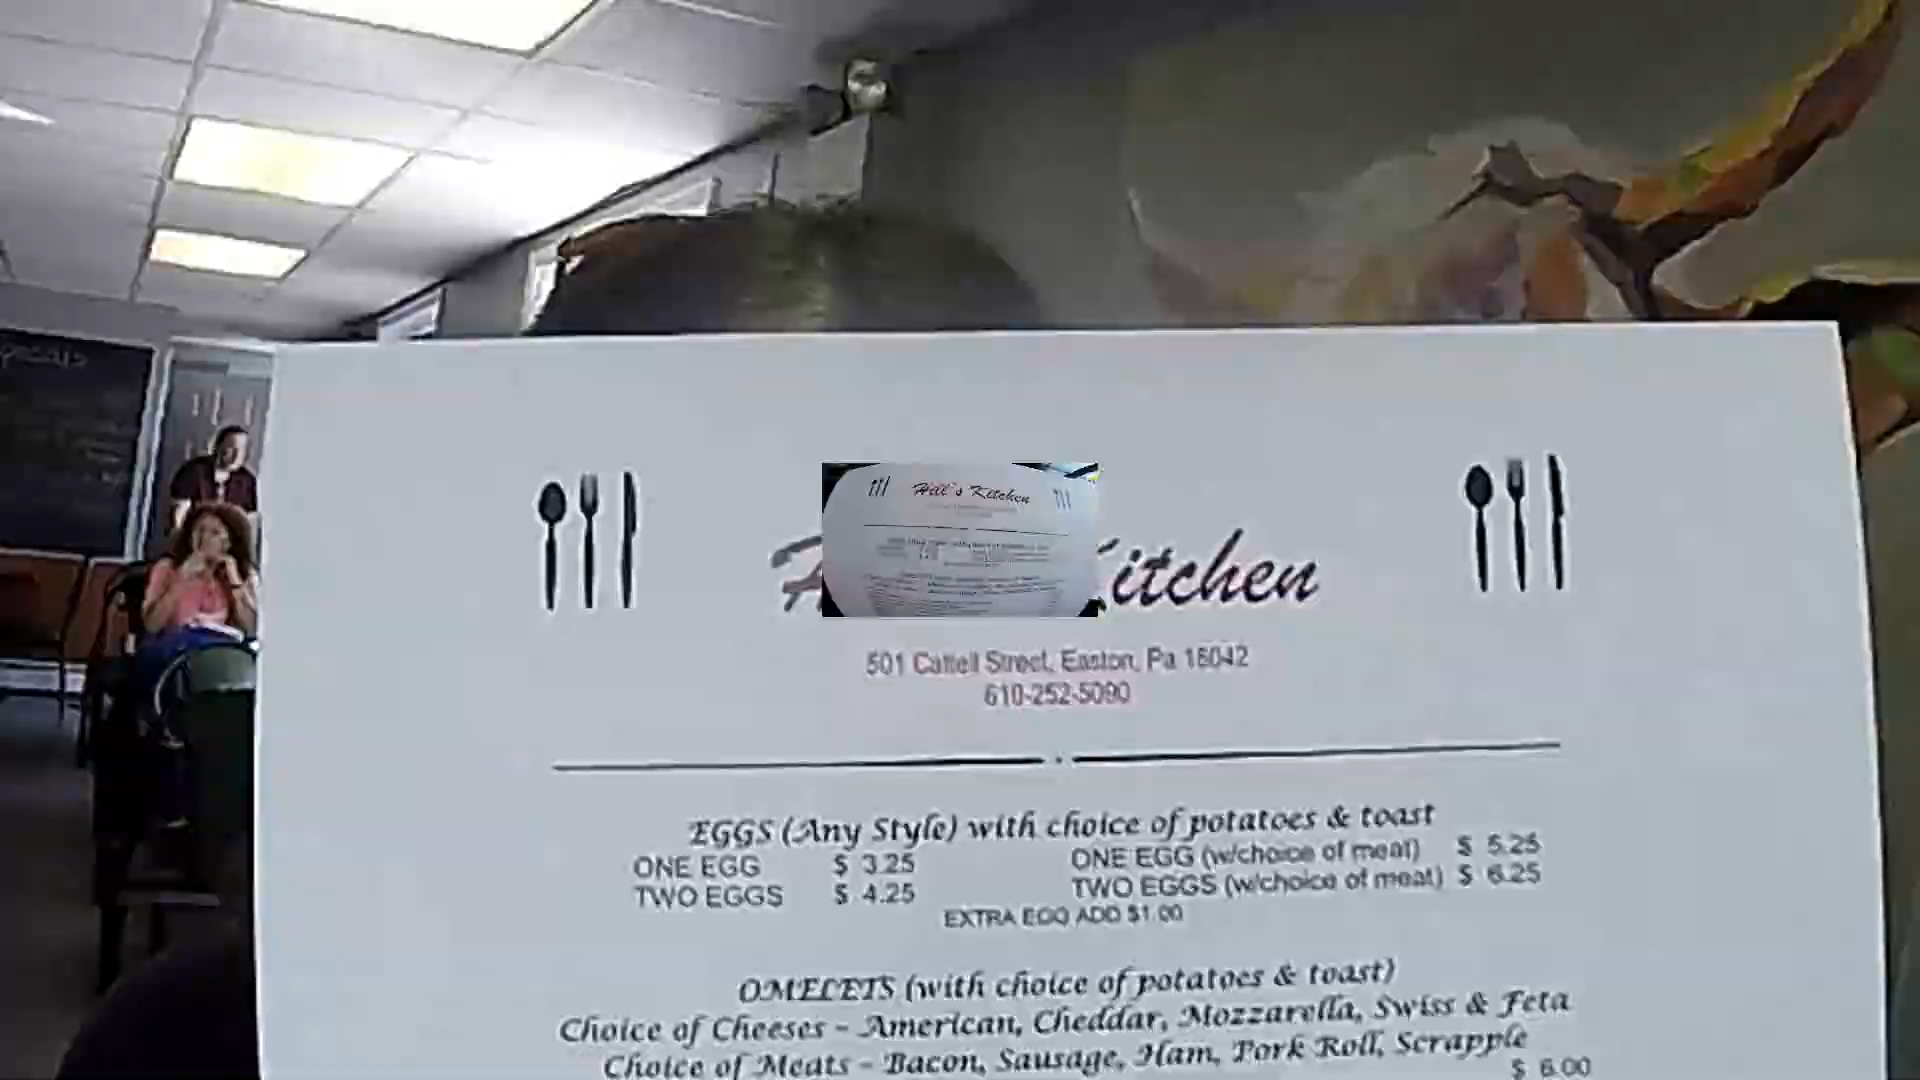 Hill's Kitchen
itchen
501 Cattell Street, Easton, Pa 18042
610-252-5090
EGGS (Any Style) with choice of potatoes & toast
ONE EGG $ 3.25 ONE EGG (w/choice of meat) $ 5.25
TWO EGGS $ 4.25 TWO EGGS (w/choice of meat) $ 6.25
EXTRA EGG ADD $1.00
OMELETS (with choice of potatoes & toast)
Choice of Cheeses - American, Cheddar, Mozzarella, Swiss & Feta
Choice of Meats - Bacon, Sausage, Ham, Pork Roll, Scrapple
$ 6.00